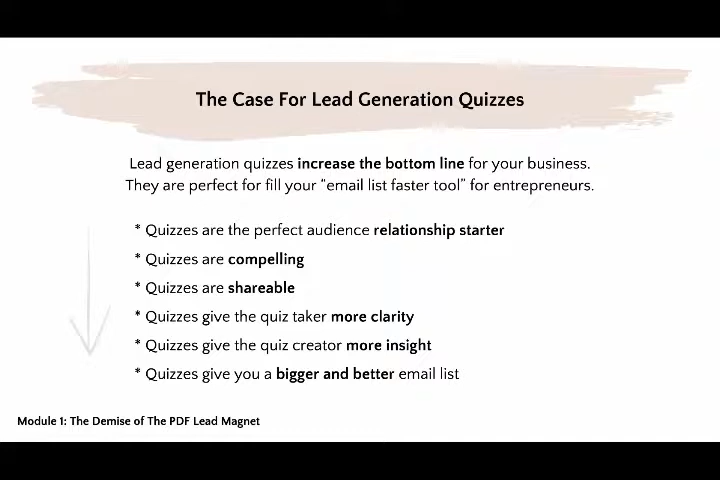 The Case For Lead Generation Quizzes
Lead generation quizzes increase the bottom line for your business.
They are perfect for fill your “email list faster tool” for entrepreneurs.
* Quizzes are the perfect audience relationship starter
* Quizzes are compelling
* Quizzes are shareable
* Quizzes give the quiz taker more clarity
* Quizzes give the quiz creator more insight
* Quizzes give you a bigger and better email list
Module 1: The Demise of The PDF Lead Magnet